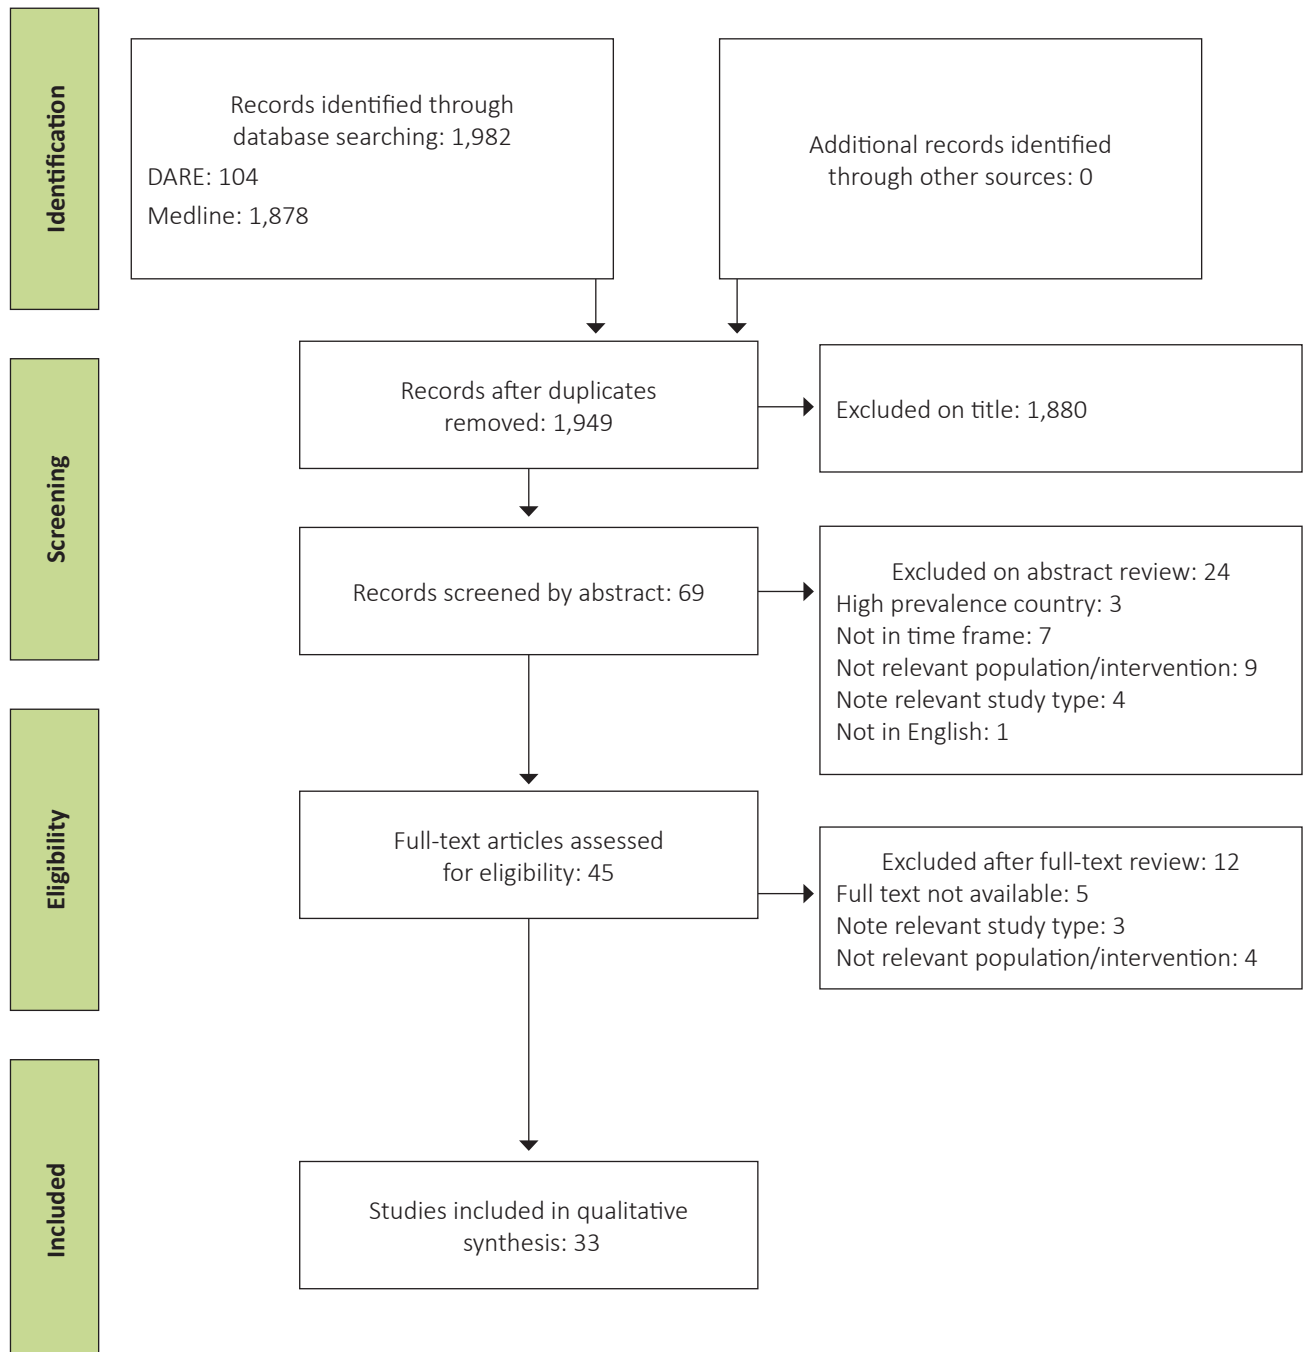 Identification
Records identified through
database searching: 1,982
DARE: 104
Medline: 1,878
Additional records identified
through other sources: 0
Screening
Records after duplicates
removed: 1,949
Excluded on title: 1,880
Records screened by abstract: 69
Excluded on abstract review: 24
High prevalence country: 3
Not in time frame: 7
Not relevant population/intervention: 9
Note relevant study type: 4
Not in English: 1
Eligibility
Full-text articles assessed
for eligibility: 45
Excluded after full-text review: 12
Full text not available: 5
Note relevant study type: 3
Not relevant population/intervention: 4
Included
Studies included in qualitative
synthesis: 33